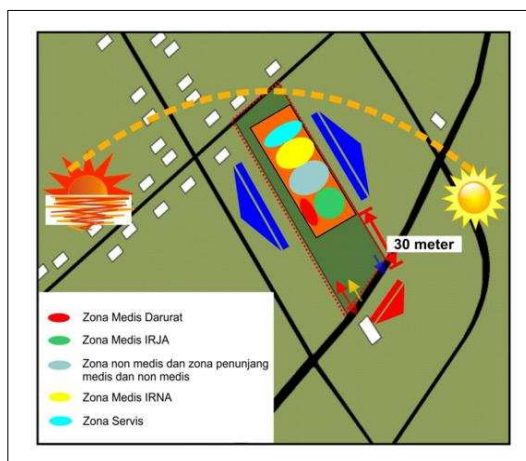 30 meter
Zona Medis Darurat
Zona Medis IRJA
Zona non medis dan zona penunjang
medis dan non medis
Zona Medis IRNA
Zona Servis